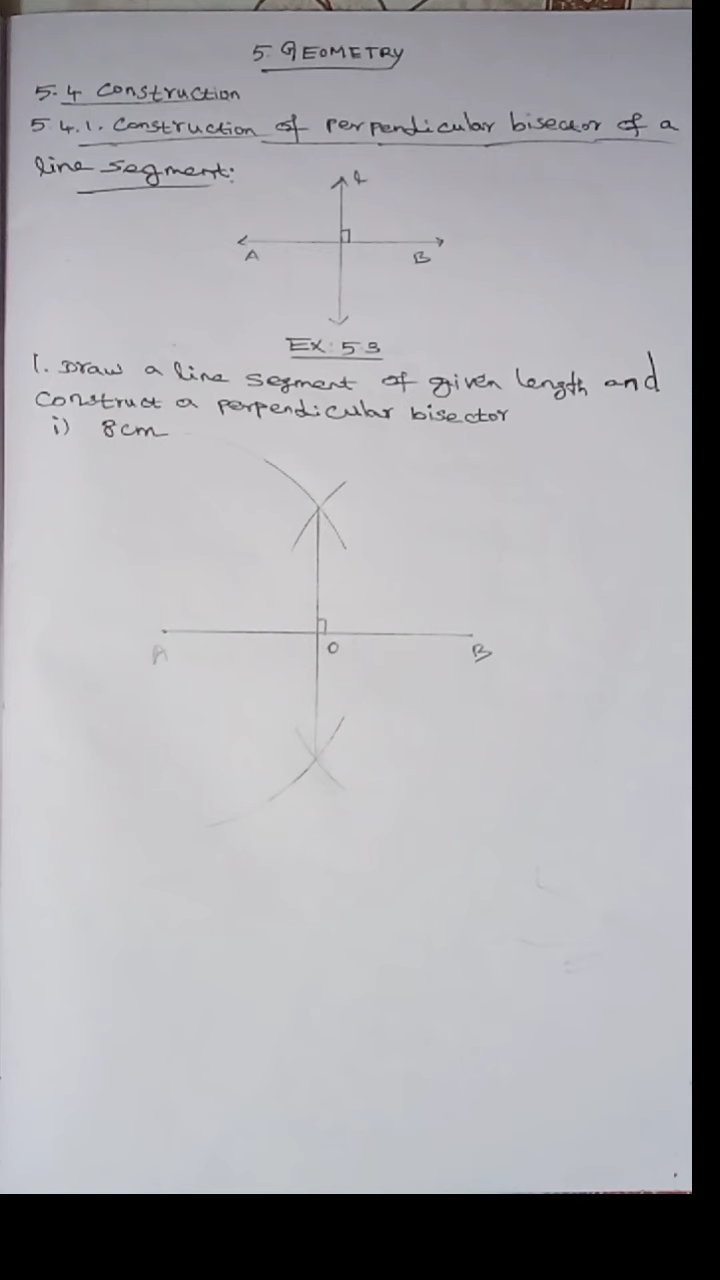 5. GEOMETRY
5.4 Construction
5.4.1. Construction of perpendicular bisector of a
line segment:
l
A B
Ex: 5.3
1. Draw a line segment of given length and
construct a perpendicular bisector
i) 8cm
A O B